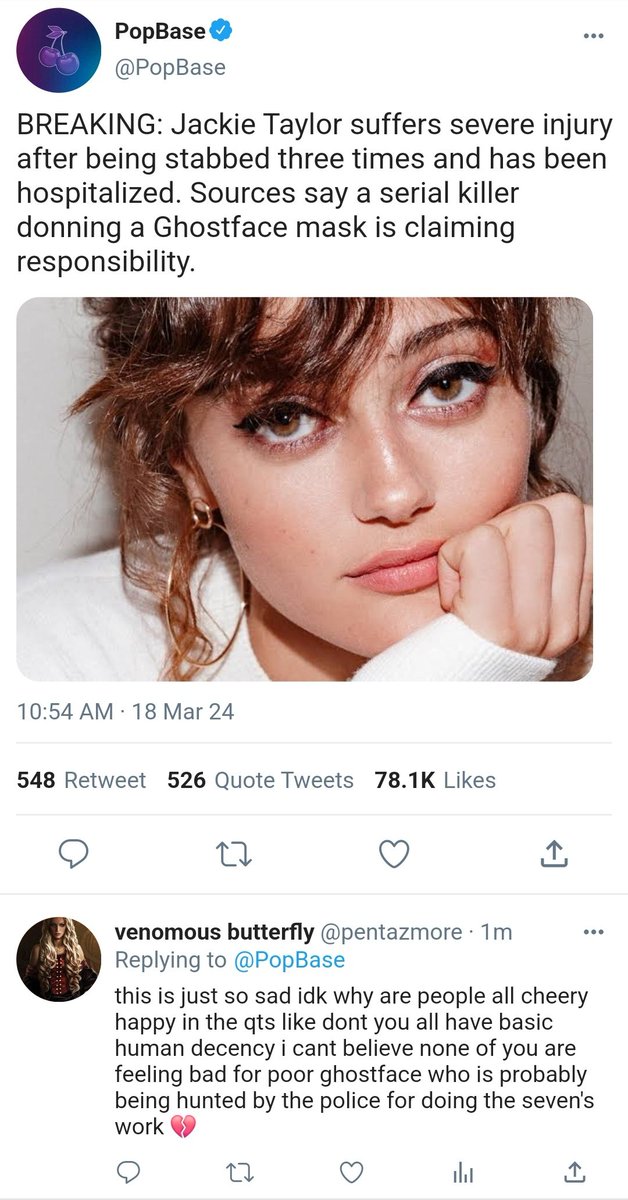 PopBase
@PopBase
BREAKING: Jackie Taylor suffers severe injury
after being stabbed three times and has been
hospitalized. Sources say a serial killer
donning a Ghostface mask is claiming
responsibility.
10:54 AM · 18 Mar 24
548 Retweet 526 Quote Tweets 78.1K Likes
venomous butterfly @pentazmore · 1m
Replying to @PopBase
this is just so sad idk why are people all cheery
happy in the qts like dont you all have basic
human decency i cant believe none of you are
feeling bad for poor ghostface who is probably
being hunted by the police for doing the seven's
work 💔